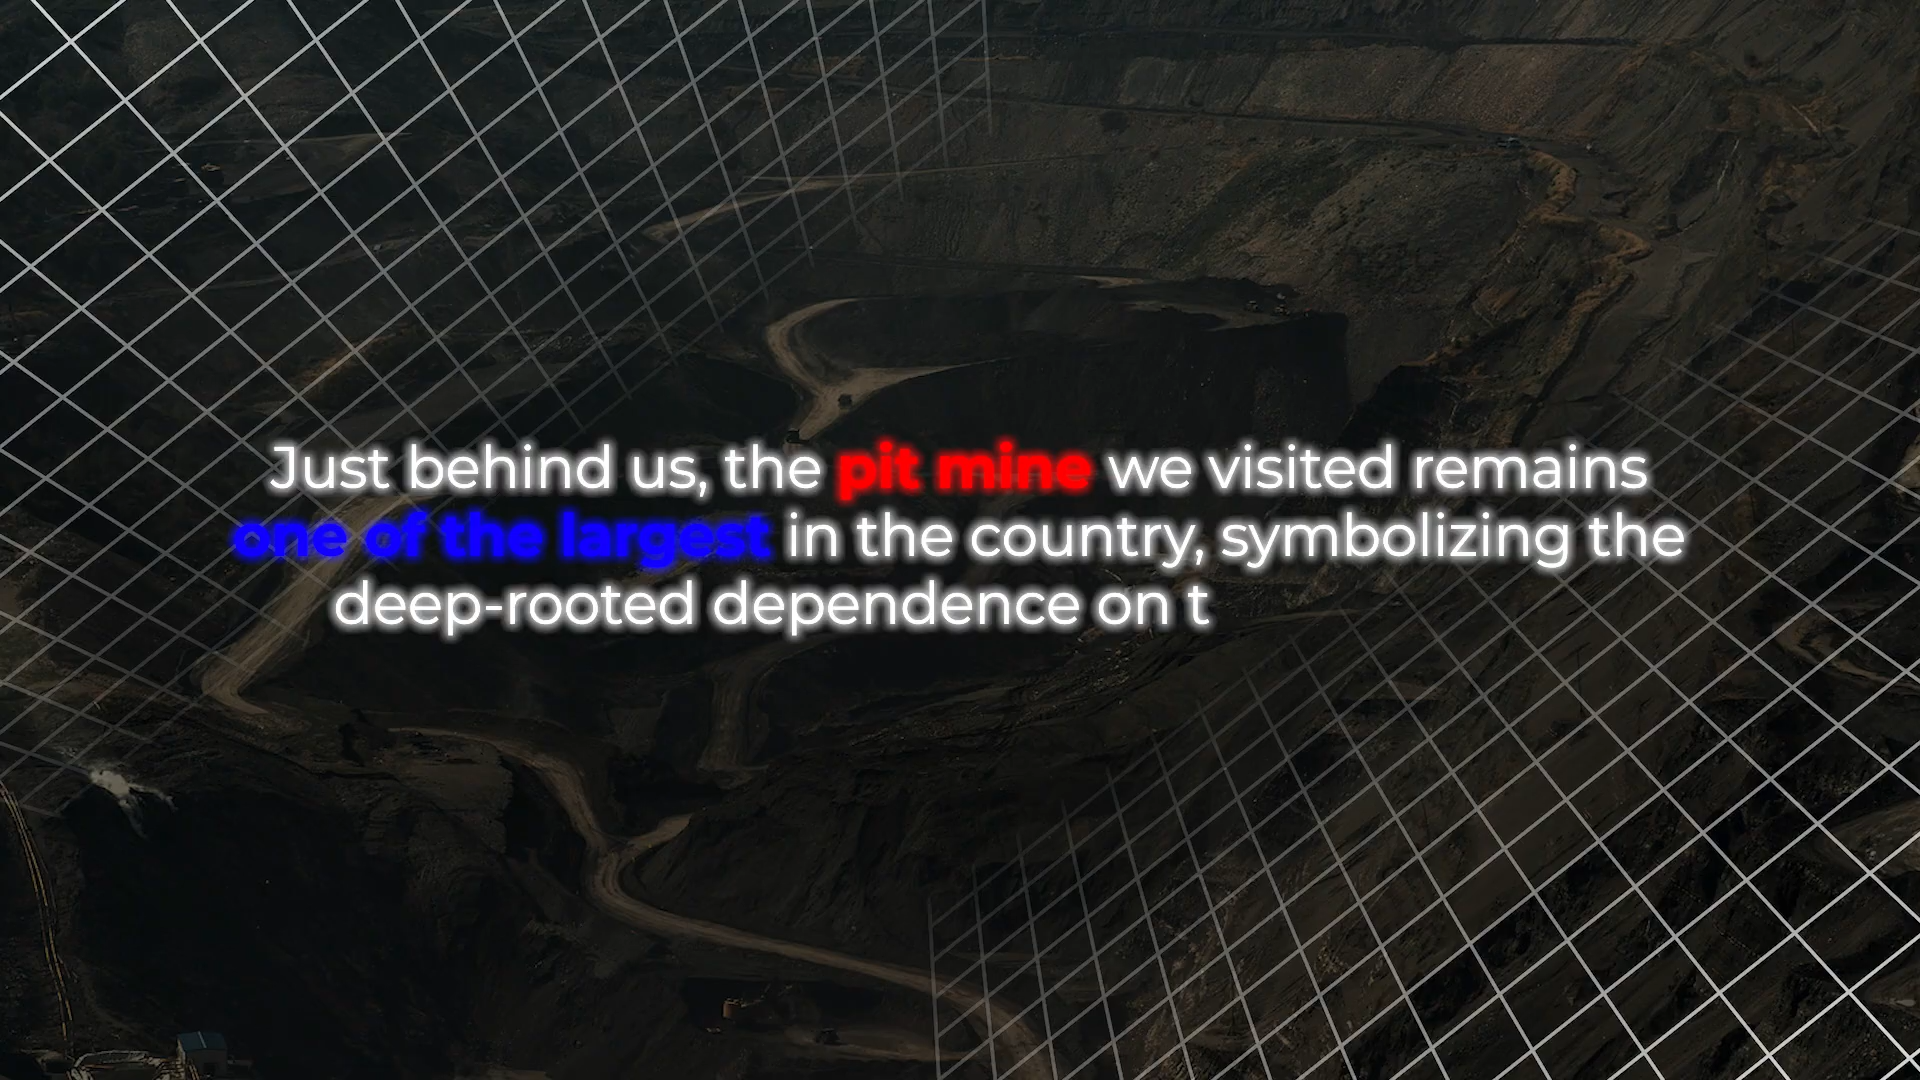 Just behind us, the pit mine we visited remains
one of the largest in the country, symbolizing the
deep-rooted dependence on t